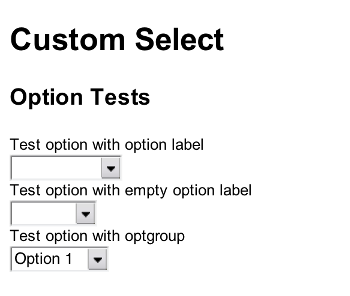 Custom Select
Option Tests
Test option with option label
Test option with empty option label
Test option with optgroup
Option 1